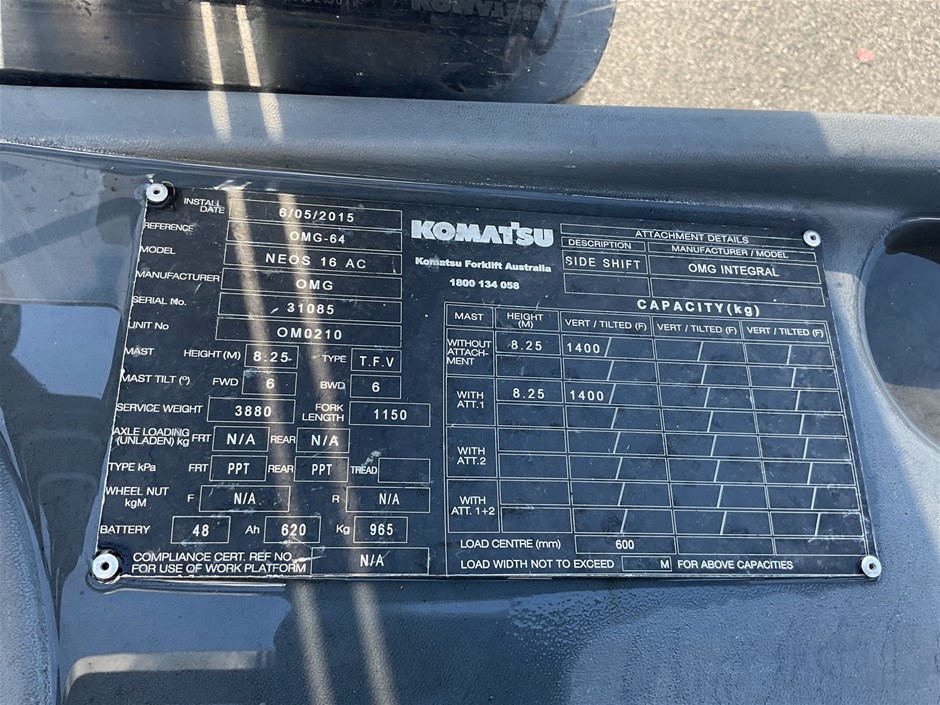 KOMATSU
INSTALL DATE 6/05/2015
REFERENCE OMG-64
MODEL NEOS 16 AC
MANUFACTURER OMG
SERIAL No. 31085
UNIT No OM0210
MAST HEIGHT (M) 8.25 TYPE T.F.V
MAST TILT (º) FWD 6 BWD 6
SERVICE WEIGHT 3880 FORK LENGTH 1150
AXLE LOADING (UNLADEN) kg FRT N/A REAR N/A
TYPE kPa FRT PPT REAR PPT TREAD
WHEEL NUT kgM F N/A R N/A
BATTERY 48 Ah 620 Kg 965
COMPLIANCE CERT. REF NO.
FOR USE OF WORK PLATFORM N/A
KOMATSU
Komatsu Forklift Australia
1800 134 058
ATTACHMENT DETAILS
DESCRIPTION MANUFACTURER / MODEL
SIDE SHIFT OMG INTEGRAL
CAPACITY(kg)
MAST HEIGHT (M) VERT / TILTED (F) VERT / TILTED (F) VERT / TILTED (F)
WITHOUT ATTACH-MENT 8.25 1400/
WITH ATT.1 8.25 1400/
WITH ATT.2
WITH ATT. 1+2
LOAD CENTRE (mm) 600
LOAD WIDTH NOT TO EXCEED M FOR ABOVE CAPACITIES